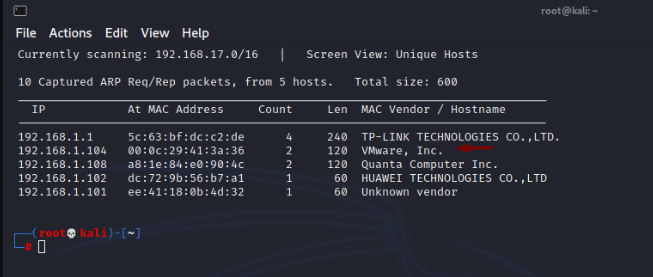 root@kali: ~
File Actions Edit View Help
Currently scanning: 192.168.17.0/16 | Screen View: Unique Hosts
10 Captured ARP Req/Rep packets, from 5 hosts. Total size: 600
IP At MAC Address Count Len MAC Vendor / Hostname
192.168.1.1 5c:63:bf:dc:c2:de 4 240 TP-LINK TECHNOLOGIES CO.,LTD.
192.168.1.104 00:0c:29:41:3a:36 2 120 VMware, Inc.
192.168.1.108 a8:1e:84:e0:90:4c 2 120 Quanta Computer Inc.
192.168.1.102 dc:72:9b:56:b7:a1 1 60 HUAWEI TECHNOLOGIES CO.,LTD
192.168.1.101 ee:41:18:0b:4d:32 1 60 Unknown vendor
(root💀kali)-[~]
#